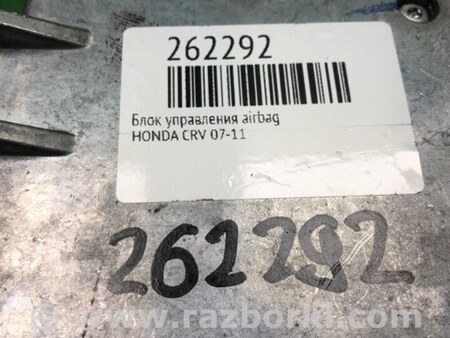 262292
Блок управления airbag
HONDA CRV 07-11
262292
www.razborki.com